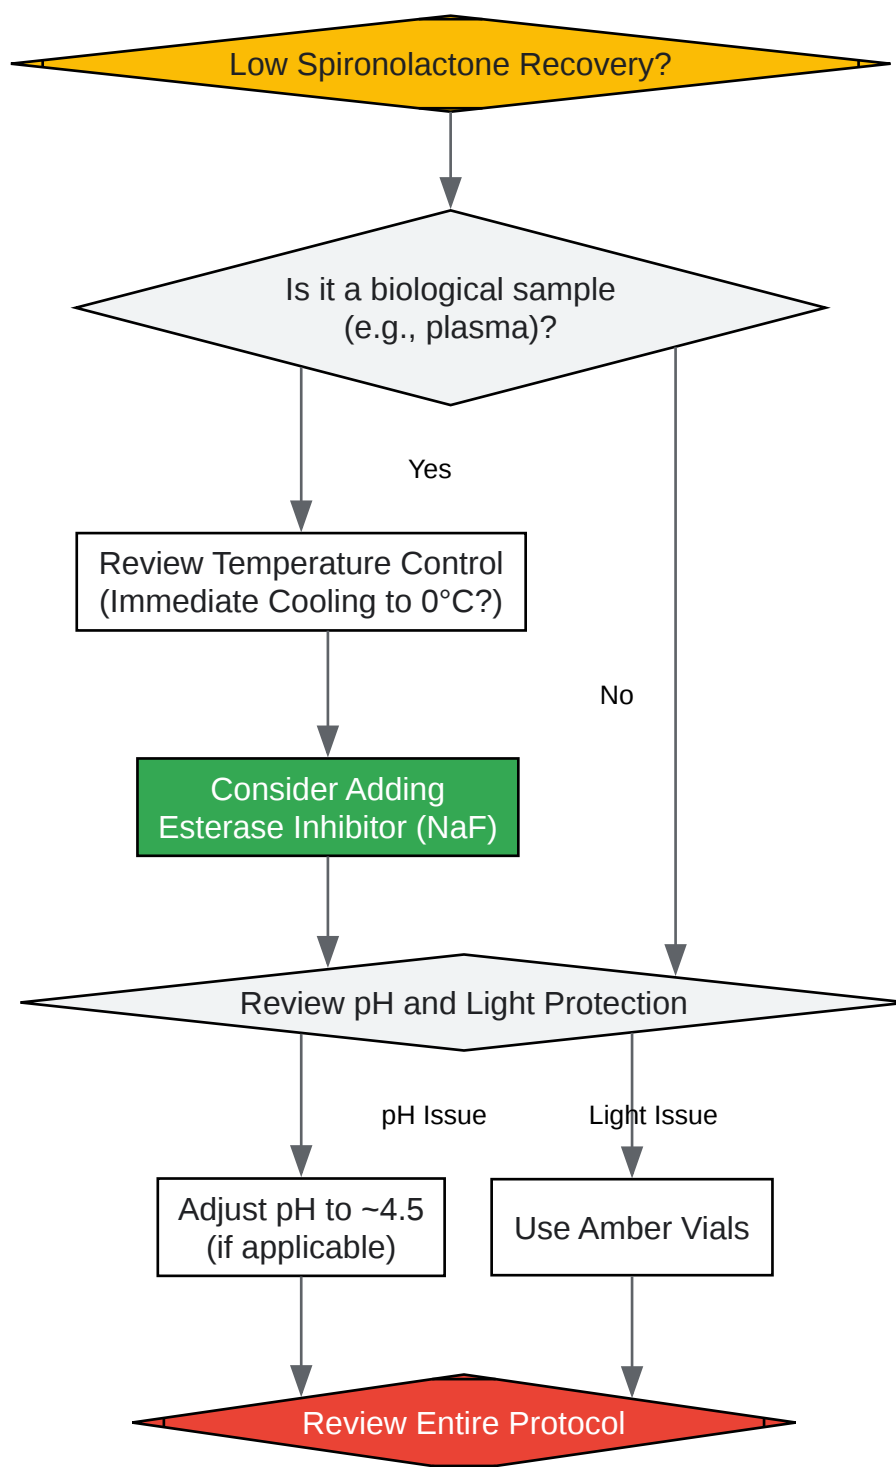 Low Spironolactone Recovery?
Is it a biological sample
(e.g., plasma)?
Yes
Review Temperature Control
(Immediate Cooling to 0°C?)
No
Consider Adding
Esterase Inhibitor (NaF)
Review pH and Light Protection
pH Issue
Light Issue
Adjust pH to ~4.5
(if applicable)
Use Amber Vials
Review Entire Protocol